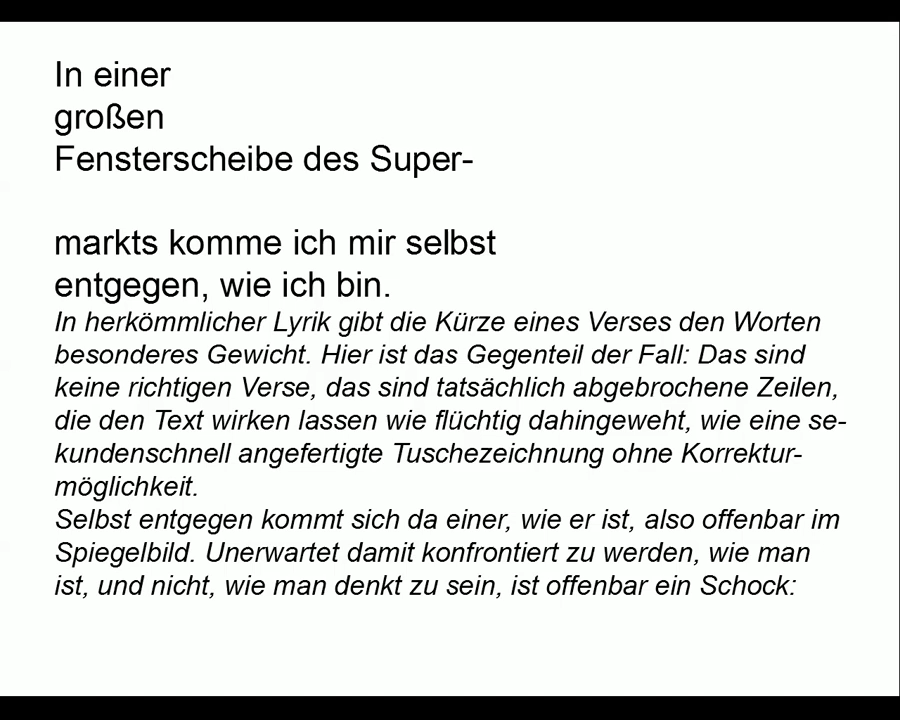 In einer
großen
Fensterscheibe des Super-
markts komme ich mir selbst
entgegen, wie ich bin.
In herkömmlicher Lyrik gibt die Kürze eines Verses den Worten
besonderes Gewicht. Hier ist das Gegenteil der Fall: Das sind
keine richtigen Verse, das sind tatsächlich abgebrochene Zeilen,
die den Text wirken lassen wie flüchtig dahingeweht, wie eine se-
kundenschnell angefertigte Tuschezeichnung ohne Korrektur-
möglichkeit.
Selbst entgegen kommt sich da einer, wie er ist, also offenbar im
Spiegelbild. Unerwartet damit konfrontiert zu werden, wie man
ist, und nicht, wie man denkt zu sein, ist offenbar ein Schock: